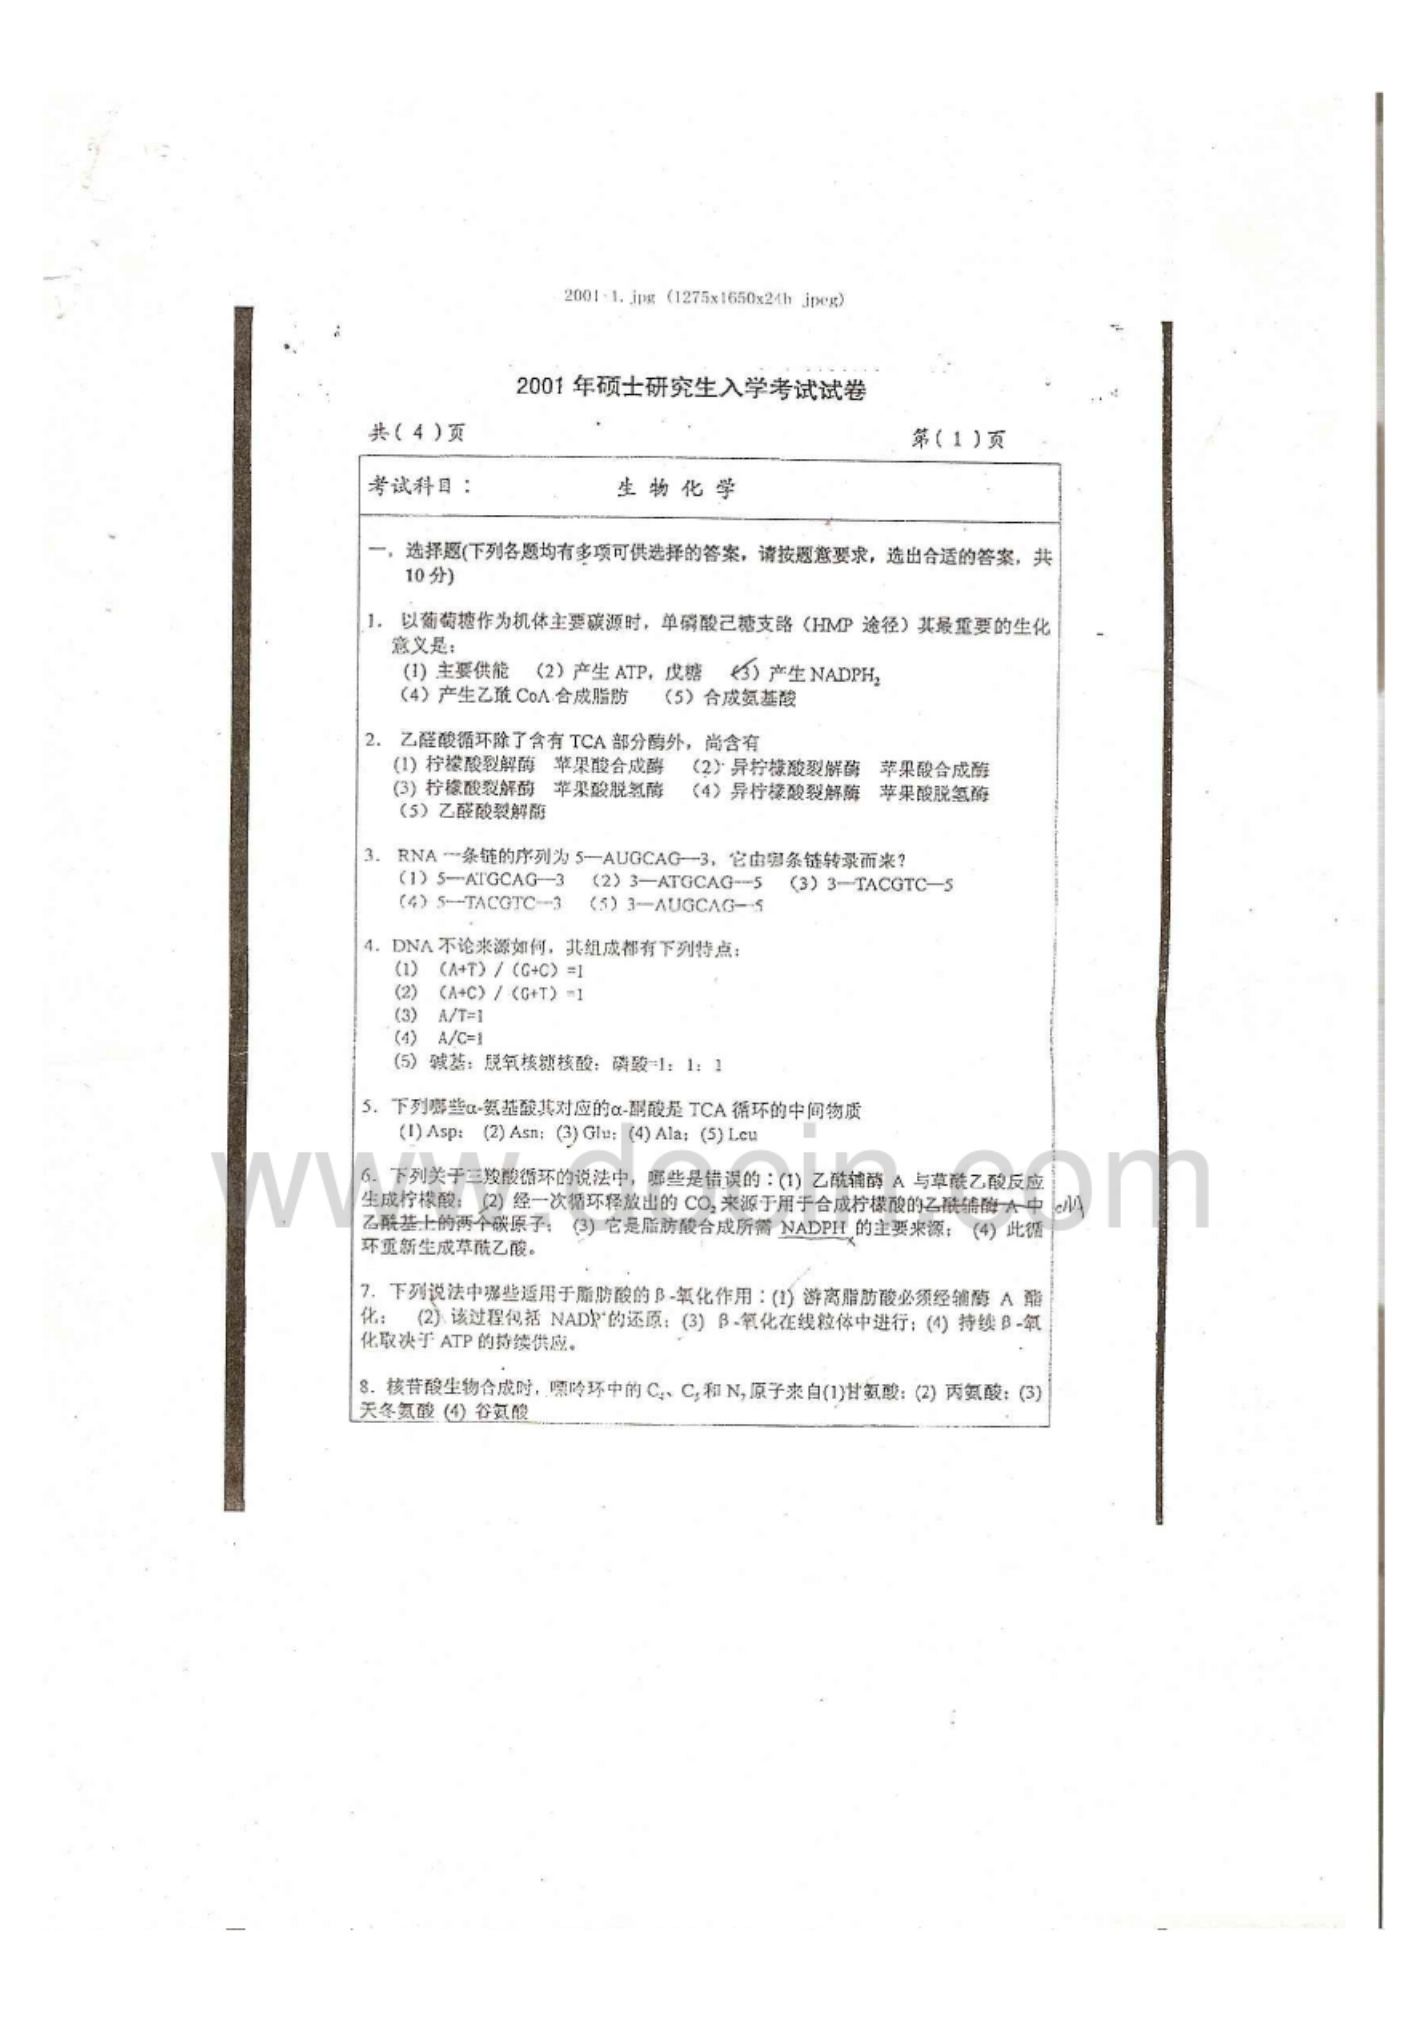 2001-1.jpg (1275x1650x24b jpeg)
2001 年硕士研究生入学考试试卷
共( 4 )页 第( 1 )页
考试科目： 生 物 化 学
一，选择题(下列各题均有多项可供选择的答案，请按题意要求，选出合适的答案，共
10 分)
1. 以葡萄糖作为机体主要碳源时，单磷酸己糖支路（HMP 途径）其最重要的生化
意义是：
(1) 主要供能 （2）产生 ATP，戊糖 (3) 产生 NADPH₂
（4）产生乙酰 CoA 合成脂肪 （5）合成氨基酸
2. 乙醛酸循环除了含有 TCA 部分酶外，尚含有
(1) 柠檬酸裂解酶 苹果酸合成酶 （2）异柠檬酸裂解酶 苹果酸合成酶
(3) 柠檬酸裂解酶 苹果酸脱氢酶 （4）异柠檬酸裂解酶 苹果酸脱氢酶
（5）乙醛酸裂解酶
3. RNA 一条链的序列为 5—AUGCAG—3，它由哪条链转录而来？
（1）5—ATGCAG—3 （2）3—ATGCAG—5 （3）3—TACGTC—5
（4）5—TACGTC—3 （5）3—AUGCAG—5
4. DNA 不论来源如何，其组成都有下列特点：
(1) （A+T）/（G+C）=1
(2) （A+C）/（G+T）=1
(3) A/T=1
(4) A/C=1
(5) 碱基：脱氧核糖核酸：磷酸=1：1：1
5. 下列哪些α-氨基酸其对应的α-酮酸是 TCA 循环的中间物质
(1) Asp； (2) Asn；(3) Glu；(4) Ala；(5) Leu
www.docin.com
6. 下列关于三羧酸循环的说法中，哪些是错误的：(1) 乙酰辅酶 A 与草酰乙酸反应
生成柠檬酸； (2) 经一次循环释放出的 CO₂ 来源于用于合成柠檬酸的乙酰辅酶 A 中
乙酰基上的两个碳原子； (3) 它是脂肪酸合成所需 NADPH 的主要来源； (4) 此循
环重新生成草酰乙酸。
7. 下列说法中哪些适用于脂肪酸的β-氧化作用：(1) 游离脂肪酸必须经辅酶 A 酯
化； (2) 该过程包括 NADP⁺的还原；(3) β-氧化在线粒体中进行；(4) 持续β-氧
化取决于 ATP 的持续供应。
8. 核苷酸生物合成时，嘌呤环中的 C₄、C₅ 和 N₇ 原子来自(1)甘氨酸；(2) 丙氨酸；(3)
天冬氨酸 (4) 谷氨酸